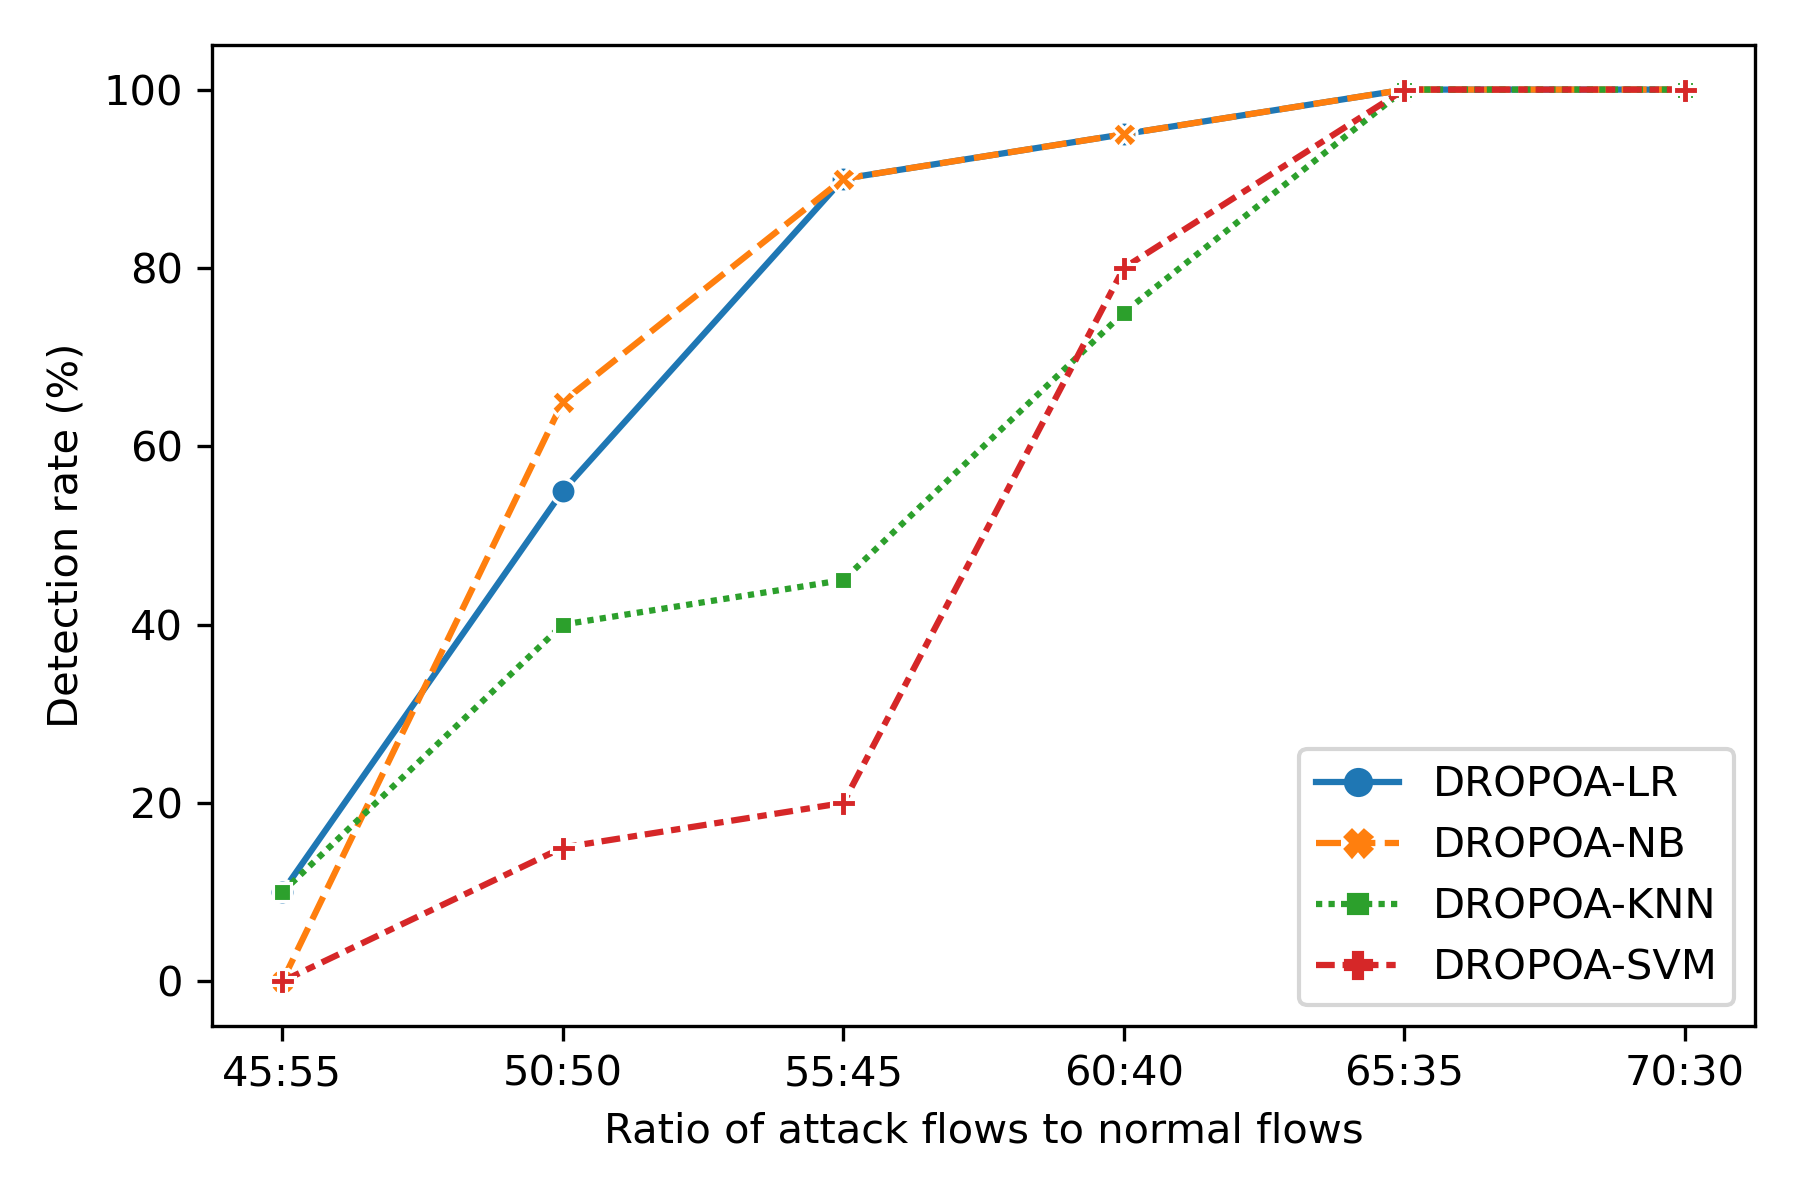 100
80
60
40
20
0
Detection rate (%)
DROPOA-LR
DROPOA-NB
DROPOA-KNN
DROPOA-SVM
45:55 50:50 55:45 60:40 65:35 70:30
Ratio of attack flows to normal flows